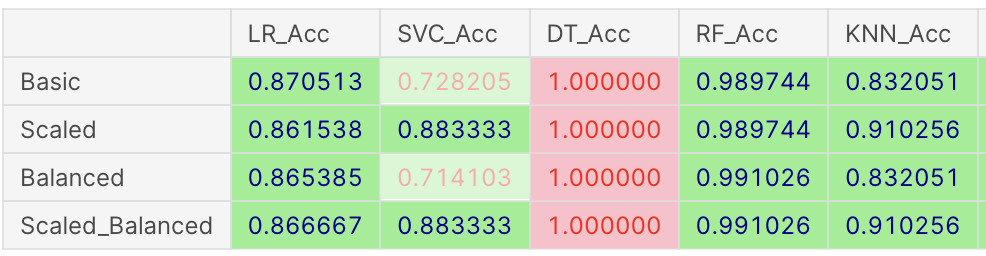 LR_Acc SVC_Acc DT_Acc RF_Acc KNN_Acc
Basic 0.870513 0.728205 1.000000 0.989744 0.832051
Scaled 0.861538 0.883333 1.000000 0.989744 0.910256
Balanced 0.865385 0.714103 1.000000 0.991026 0.832051
Scaled_Balanced 0.866667 0.883333 1.000000 0.991026 0.910256